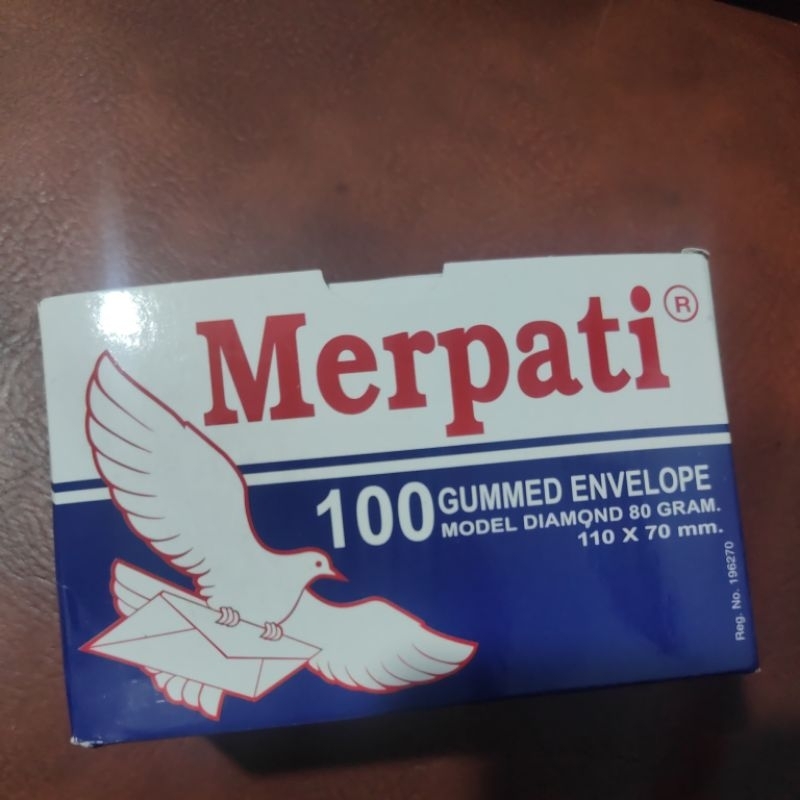 Merpati ®
100 GUMMED ENVELOPE
MODEL DIAMOND 80 GRAM.
110 X 70 mm.
Reg. No. 196270